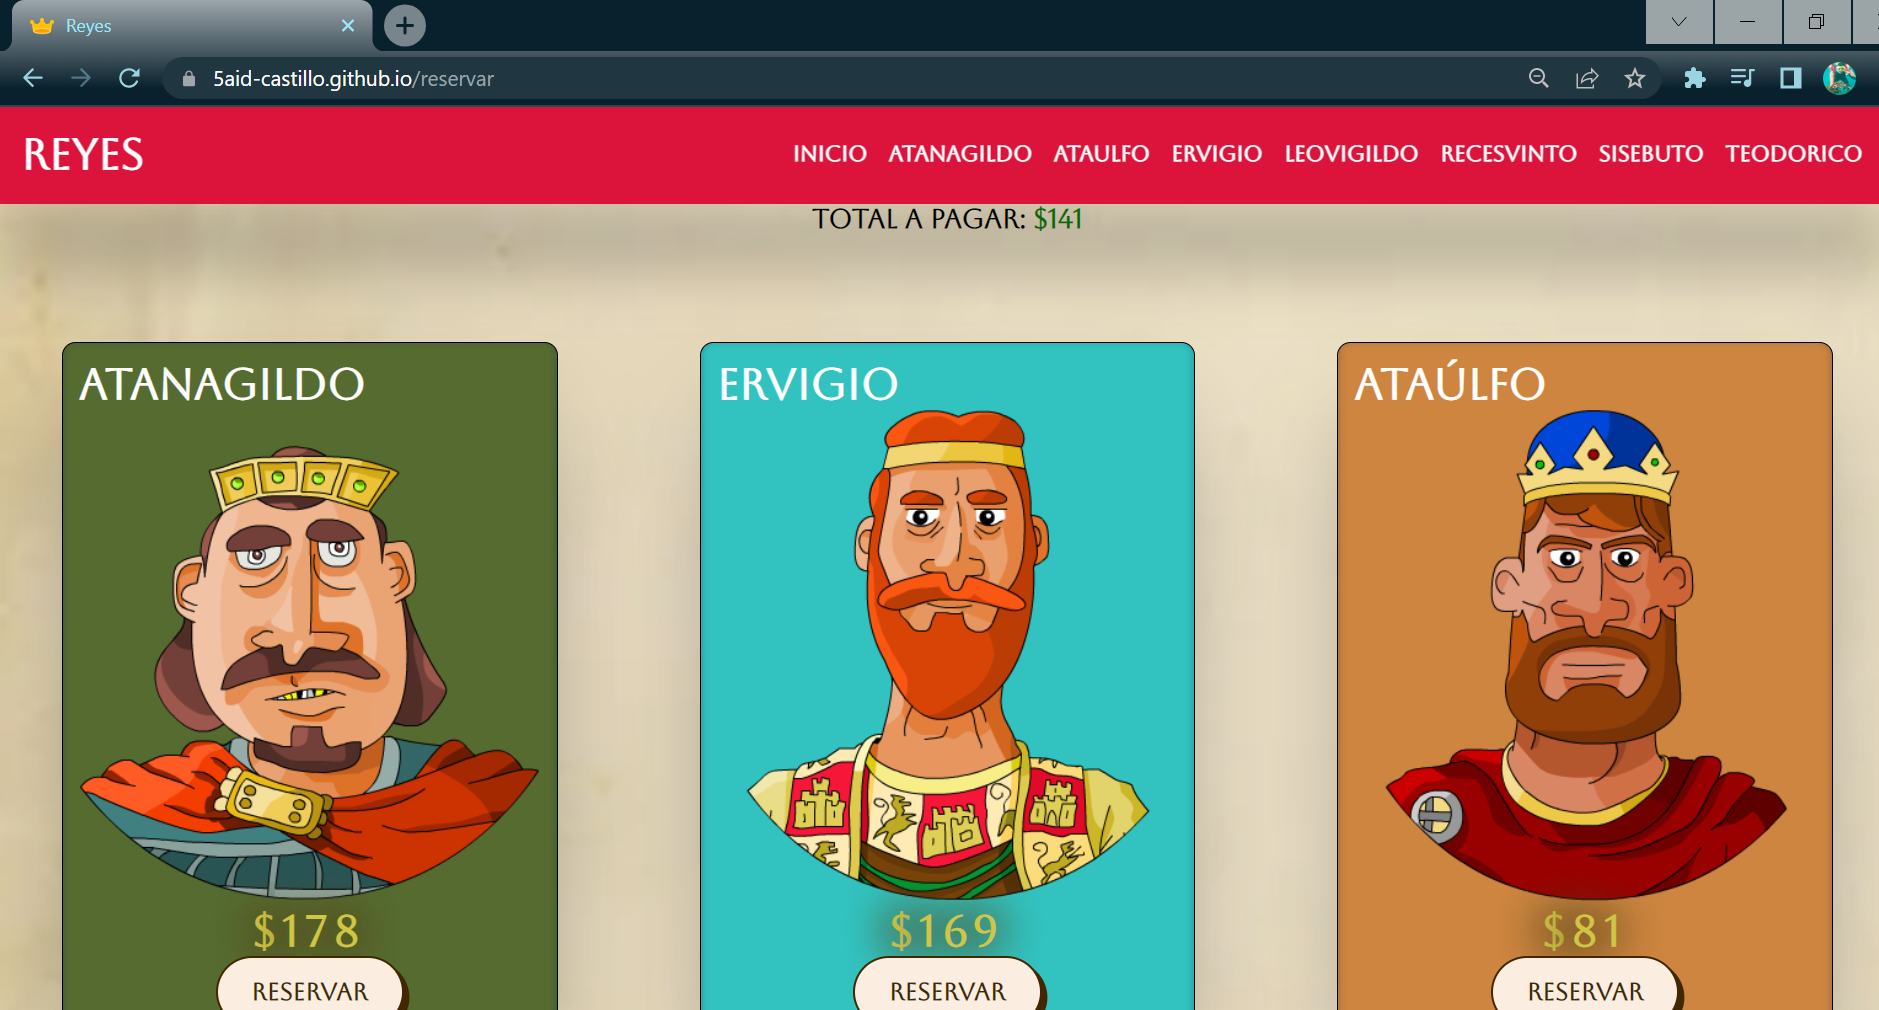 Reyes
5aid-castillo.github.io/reservar
REYES
INICIO ATANAGILDO ATAULFO ERVIGIO LEOVIGILDO RECESVINTO SISEBUTO TEODORICO
TOTAL A PAGAR: $141
ATANAGILDO
$178
RESERVAR
ERVIGIO
$169
RESERVAR
ATAÚLFO
$81
RESERVAR